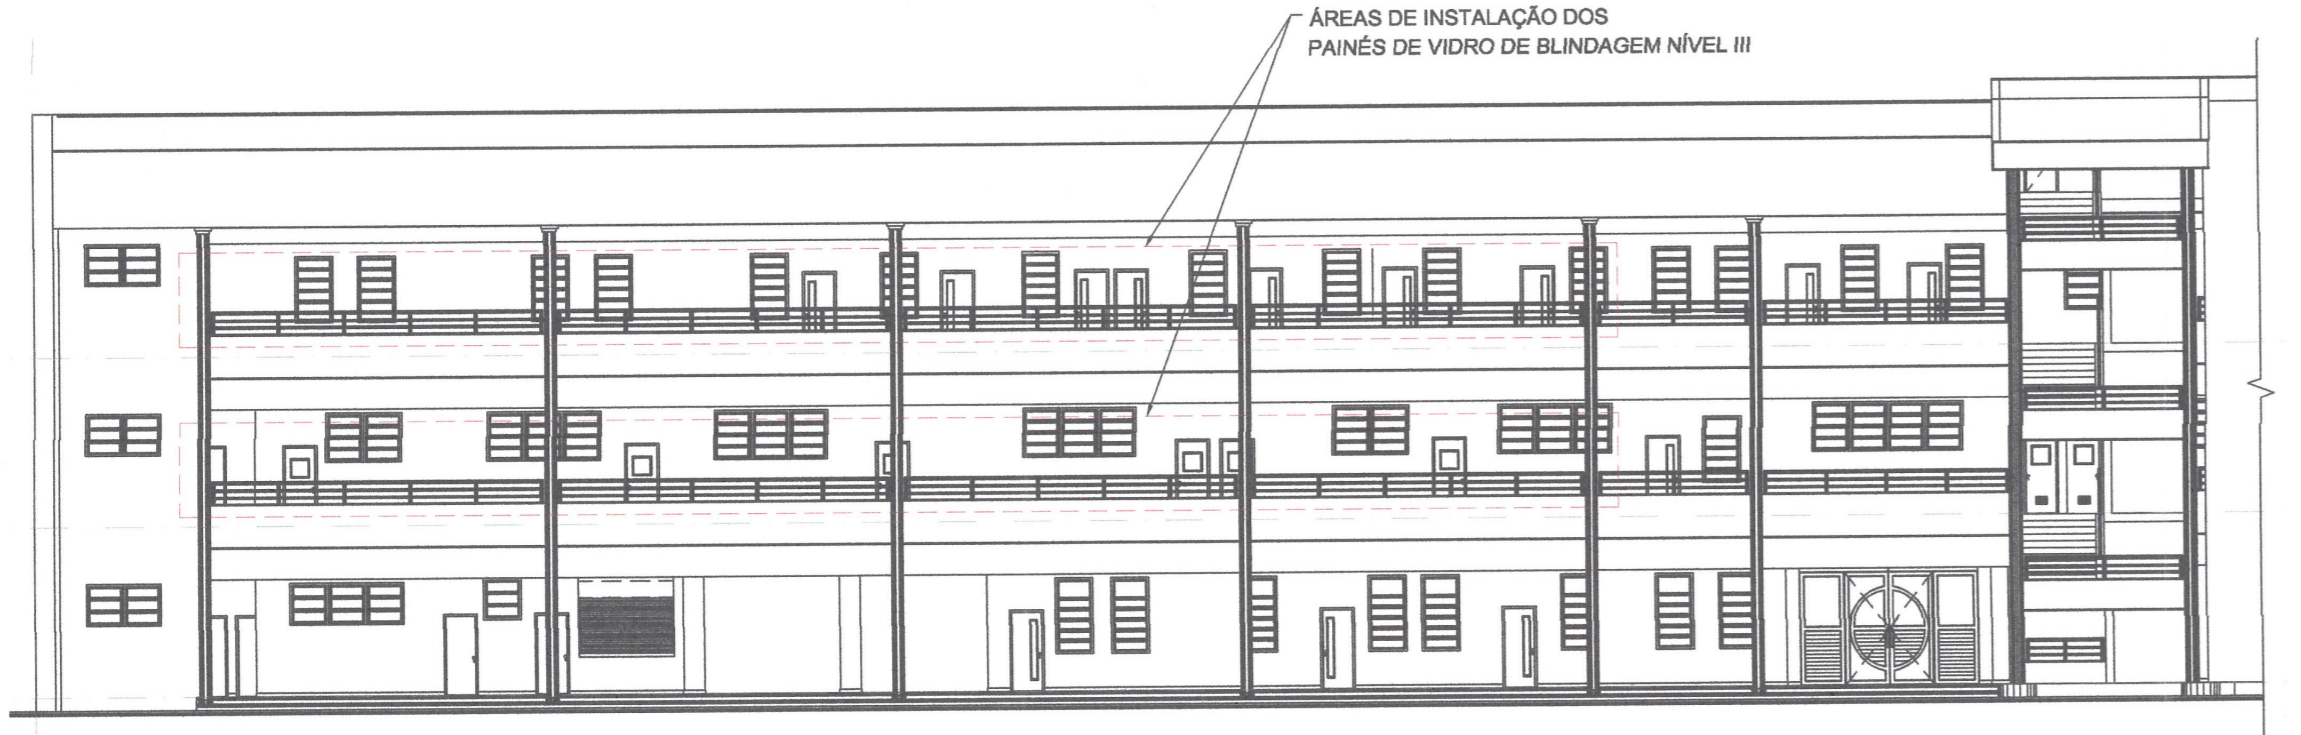 ÁREAS DE INSTALAÇÃO DOS
PAINÉS DE VIDRO DE BLINDAGEM NÍVEL III